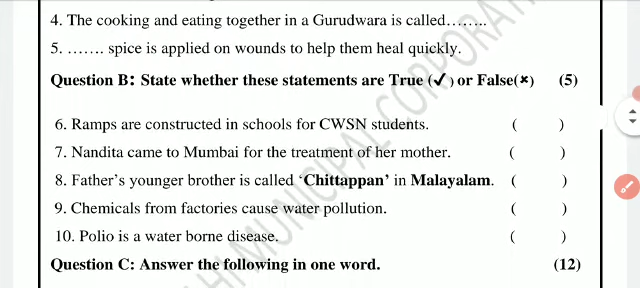 4. The cooking and eating together in a Gurudwara is called……..
5. ……. spice is applied on wounds to help them heal quickly.
Question B: State whether these statements are True (✓) or False(×) (5)
6. Ramps are constructed in schools for CWSN students. ( )
7. Nandita came to Mumbai for the treatment of her mother. ( )
8. Father's younger brother is called 'Chittappan' in Malayalam. ( )
9. Chemicals from factories cause water pollution. ( )
10. Polio is a water borne disease. ( )
Question C: Answer the following in one word. (12)
MUNICIPAL CORPORAT